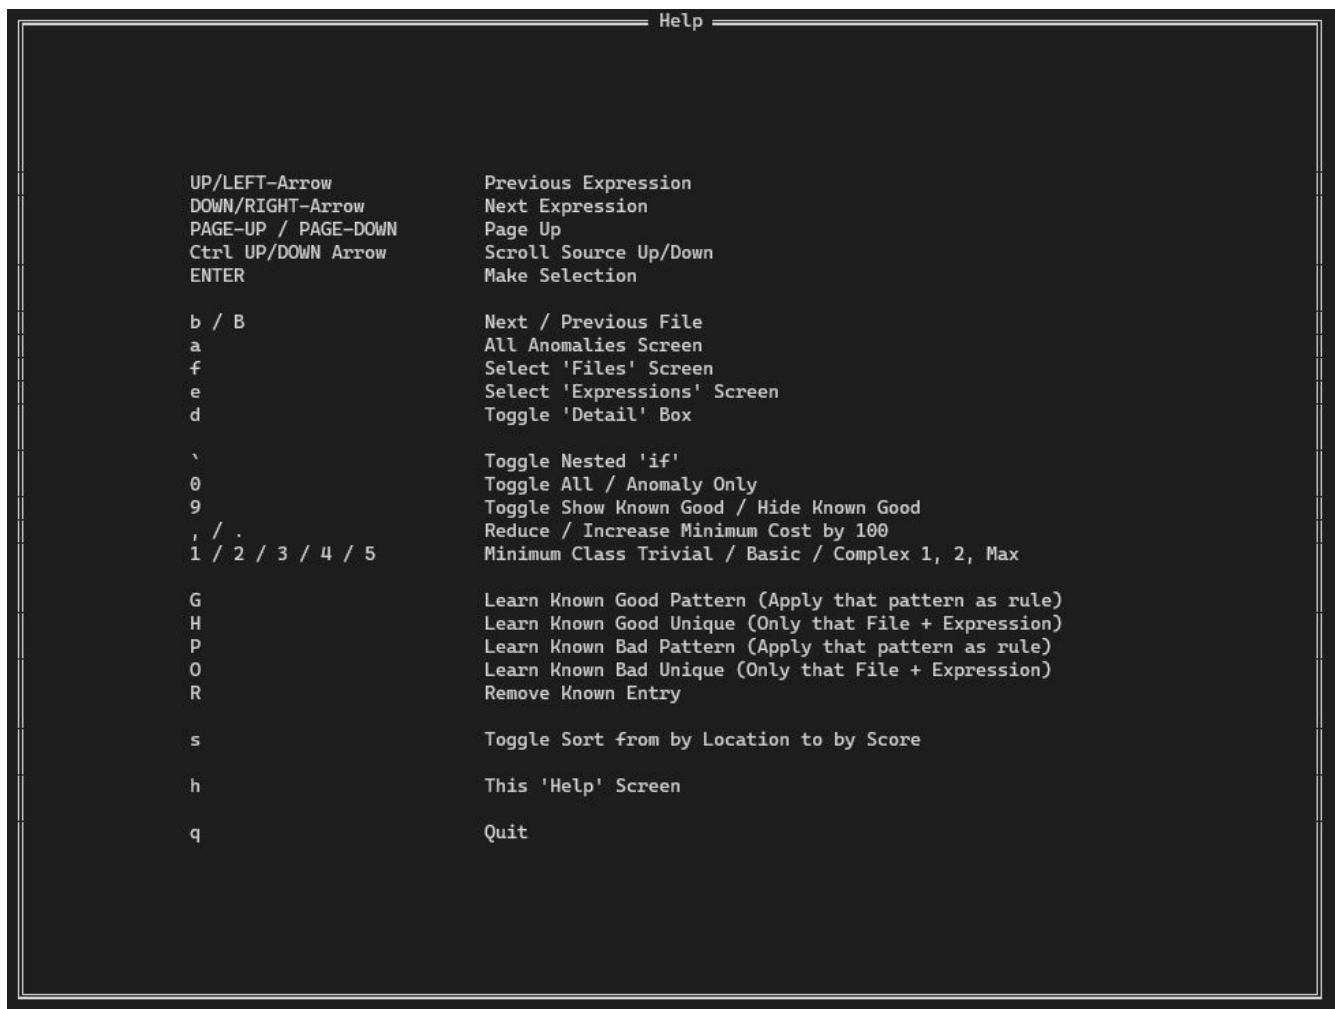 Help
UP/LEFT-Arrow Previous Expression
DOWN/RIGHT-Arrow Next Expression
PAGE-UP / PAGE-DOWN Page Up
Ctrl UP/DOWN Arrow Scroll Source Up/Down
ENTER Make Selection
b / B Next / Previous File
a All Anomalies Screen
f Select 'Files' Screen
e Select 'Expressions' Screen
d Toggle 'Detail' Box
` Toggle Nested 'if'
0 Toggle All / Anomaly Only
9 Toggle Show Known Good / Hide Known Good
, / . Reduce / Increase Minimum Cost by 100
1 / 2 / 3 / 4 / 5 Minimum Class Trivial / Basic / Complex 1, 2, Max
G Learn Known Good Pattern (Apply that pattern as rule)
H Learn Known Good Unique (Only that File + Expression)
P Learn Known Bad Pattern (Apply that pattern as rule)
O Learn Known Bad Unique (Only that File + Expression)
R Remove Known Entry
s Toggle Sort from by Location to by Score
h This 'Help' Screen
q Quit